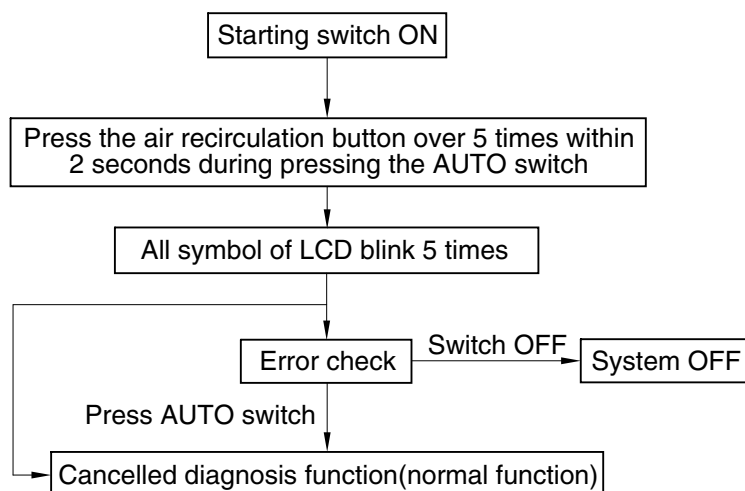 Starting switch ON
Press the air recirculation button over 5 times within
2 seconds during pressing the AUTO switch
All symbol of LCD blink 5 times
Error check
Switch OFF
System OFF
Press AUTO switch
Cancelled diagnosis function(normal function)